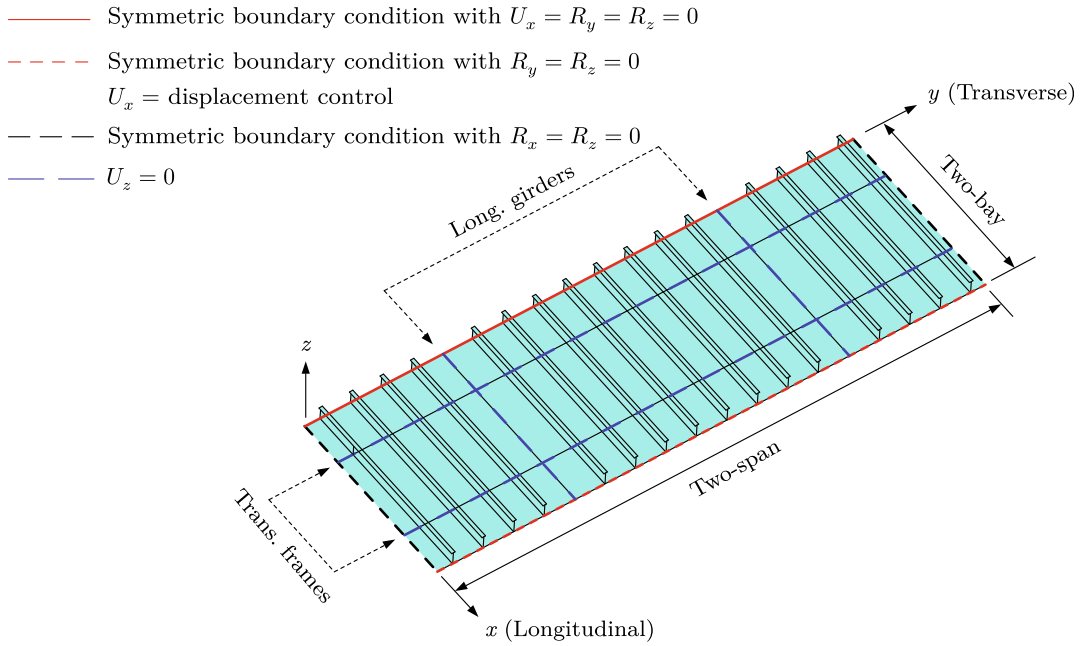 Symmetric boundary condition with $U_x = R_y = R_z = 0$
Symmetric boundary condition with $R_y = R_z = 0$
$U_x$ = displacement control
Symmetric boundary condition with $R_x = R_z = 0$
$U_z = 0$
y (Transverse)
Two-bay
Long. girders
z
Two-span
Trans. frames
x (Longitudinal)